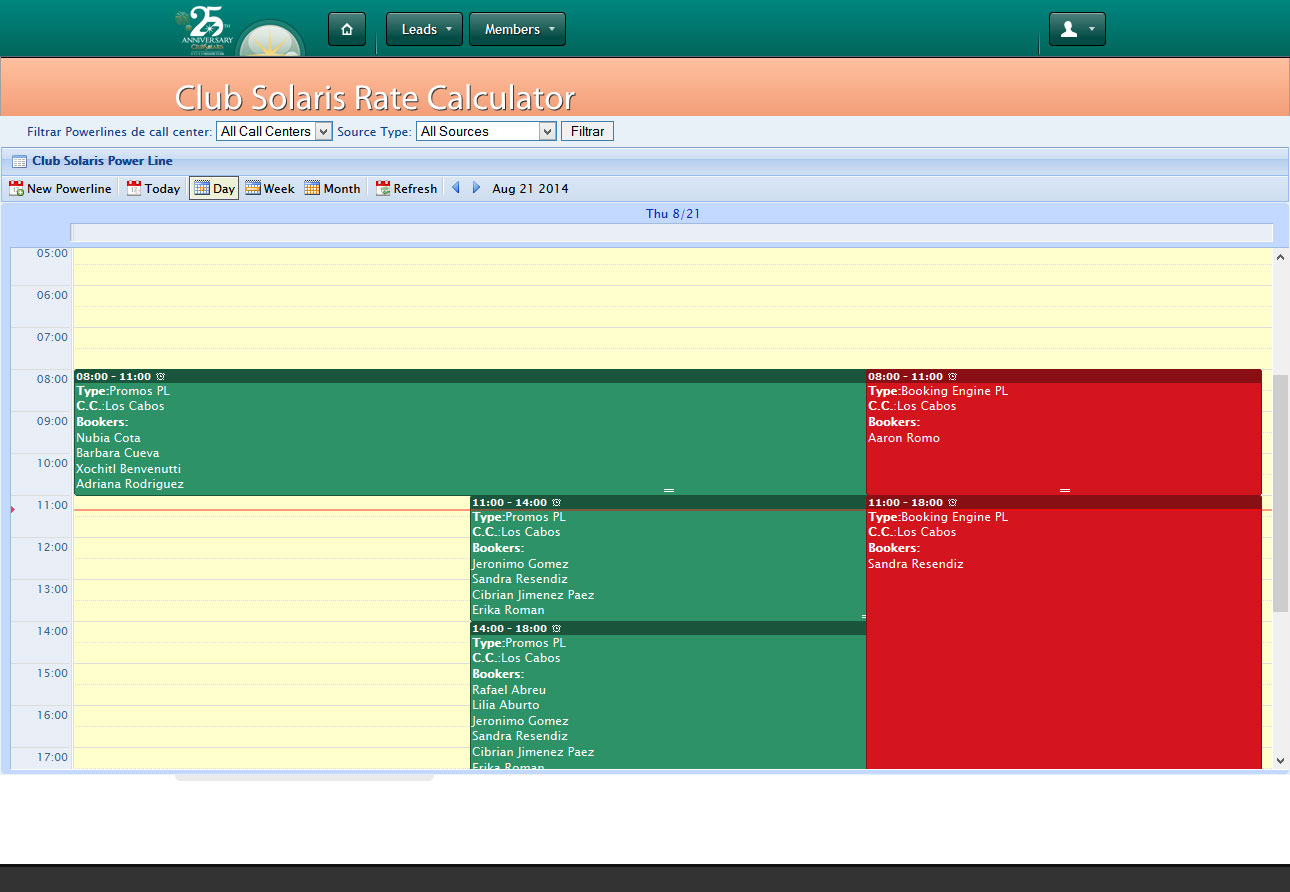 25TH
ANNIVERSARY
CLUB SOLARIS
Leads
Members
Club Solaris Rate Calculator
Filtrar Powerlines de call center: All Call Centers Source Type: All Sources Filtrar
Club Solaris Power Line
New Powerline Today Day Week Month Refresh Aug 21 2014
Thu 8/21
05:00
06:00
07:00
08:00
09:00
10:00
11:00
12:00
13:00
14:00
15:00
16:00
17:00
08:00 - 11:00
Type:Promos PL
C.C.:Los Cabos
Bookers:
Nubia Cota
Barbara Cueva
Xochitl Benvenutti
Adriana Rodriguez
08:00 - 11:00
Type:Booking Engine PL
C.C.:Los Cabos
Bookers:
Aaron Romo
11:00 - 14:00
Type:Promos PL
C.C.:Los Cabos
Bookers:
Jeronimo Gomez
Sandra Resendiz
Cibrian Jimenez Paez
Erika Roman
11:00 - 18:00
Type:Booking Engine PL
C.C.:Los Cabos
Bookers:
Sandra Resendiz
14:00 - 18:00
Type:Promos PL
C.C.:Los Cabos
Bookers:
Rafael Abreu
Lilia Aburto
Jeronimo Gomez
Sandra Resendiz
Cibrian Jimenez Paez
Erika Roman